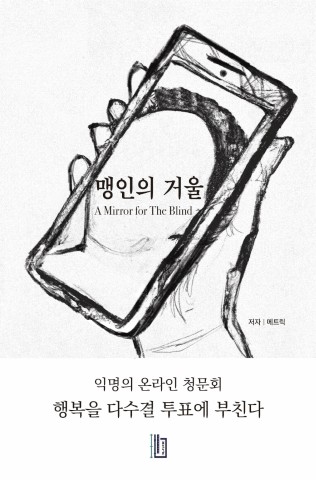 맹인의 거울
A Mirror for The Blind
저자 | 메트릭
익명의 온라인 청문회
행복을 다수결 투표에 부친다